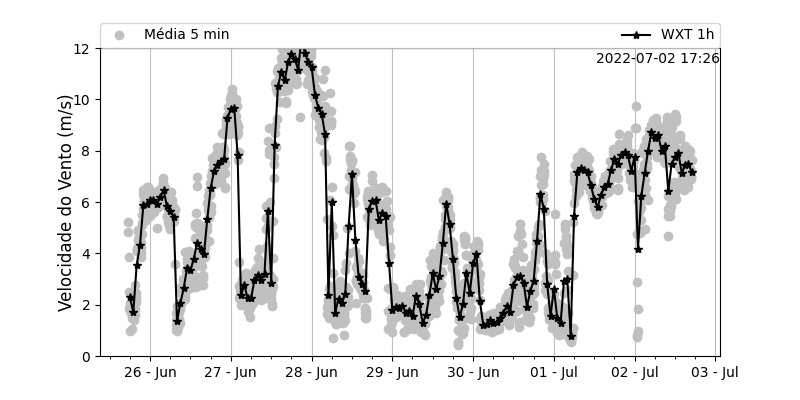 Média 5 min
WXT 1h
2022-07-02 17:26
Velocidade do Vento (m/s)
12
10
8
6
4
2
0
26 - Jun
27 - Jun
28 - Jun
29 - Jun
30 - Jun
01 - Jul
02 - Jul
03 - Jul